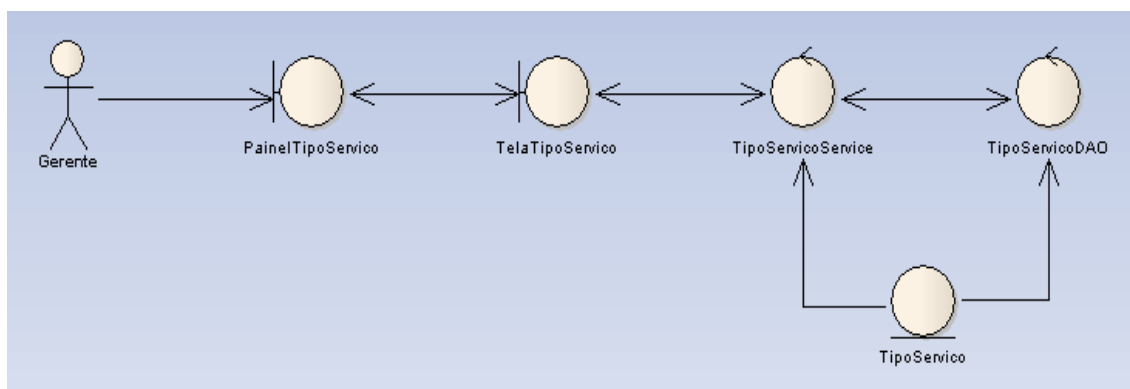 Gerente
PainelTipoServico
TelaTipoServico
TipoServicoService
TipoServicoDAO
TipoServico